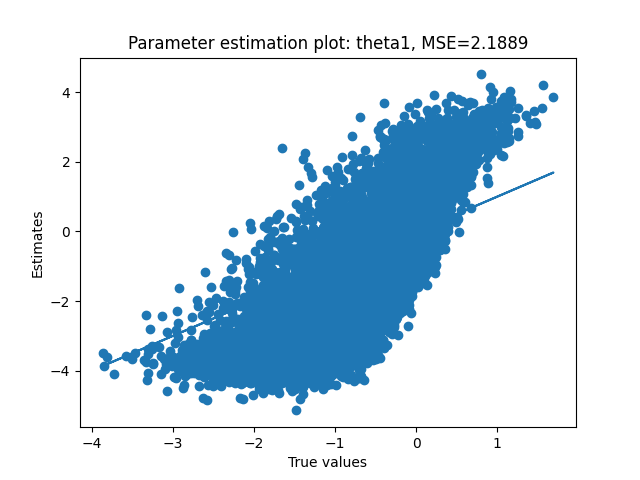 Parameter estimation plot: theta1, MSE=2.1889
4
2
0
−2
−4
Estimates
−4 −3 −2 −1 0 1
True values